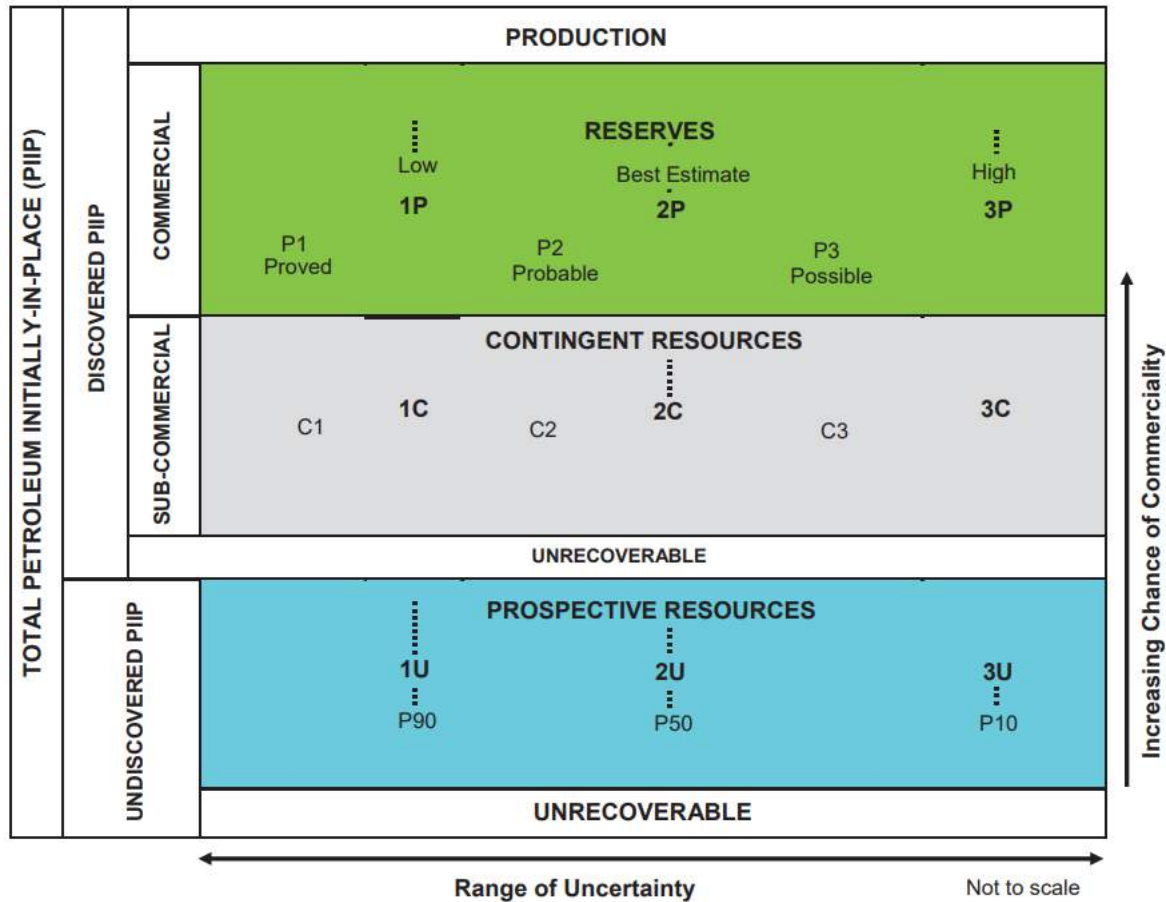 TOTAL PETROLEUM INITIALLY-IN-PLACE (PIIP)
DISCOVERED PIIP
UNDISCOVERED PIIP
COMMERCIAL
SUB-COMMERCIAL
PRODUCTION
RESERVES
Low
Best Estimate
High
1P
2P
3P
P1
Proved
P2
Probable
P3
Possible
CONTINGENT RESOURCES
1C
2C
3C
C1
C2
C3
UNRECOVERABLE
PROSPECTIVE RESOURCES
1U
2U
3U
P90
P50
P10
UNRECOVERABLE
Increasing Chance of Commerciality
Range of Uncertainty
Not to scale